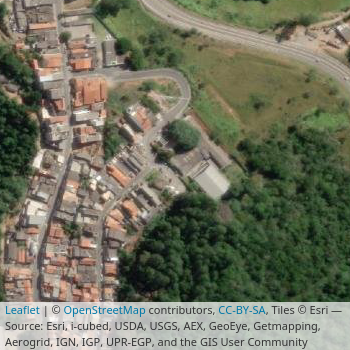 Leaflet | © OpenStreetMap contributors, CC-BY-SA, Tiles © Esri —
Source: Esri, i-cubed, USDA, USGS, AEX, GeoEye, Getmapping,
Aerogrid, IGN, IGP, UPR-EGP, and the GIS User Community